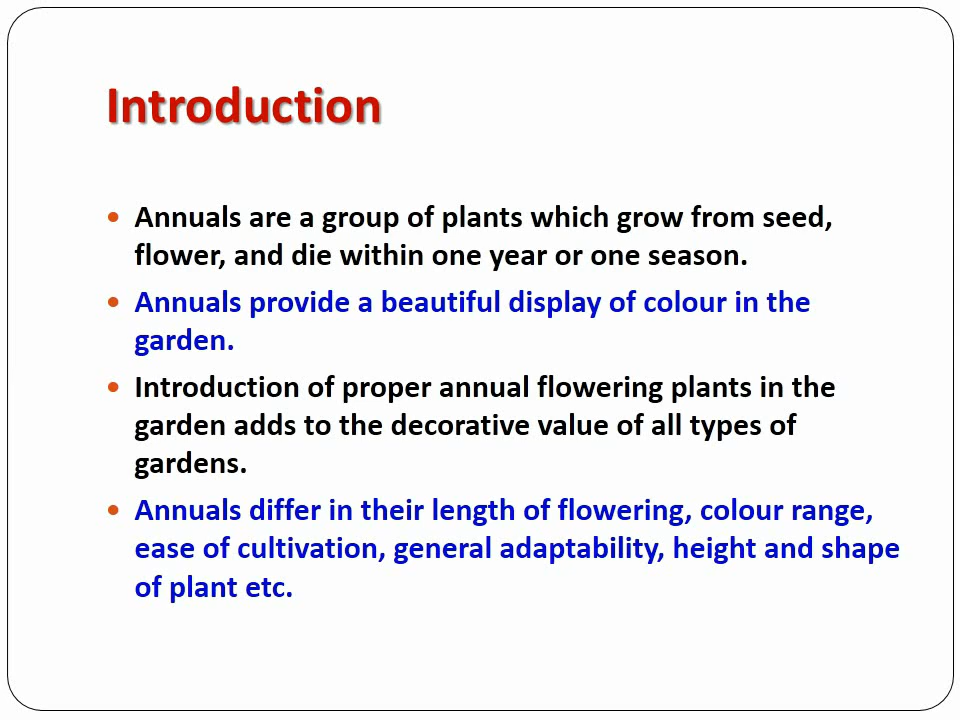 Introduction
• Annuals are a group of plants which grow from seed,
flower, and die within one year or one season.
• Annuals provide a beautiful display of colour in the
garden.
• Introduction of proper annual flowering plants in the
garden adds to the decorative value of all types of
gardens.
• Annuals differ in their length of flowering, colour range,
ease of cultivation, general adaptability, height and shape
of plant etc.